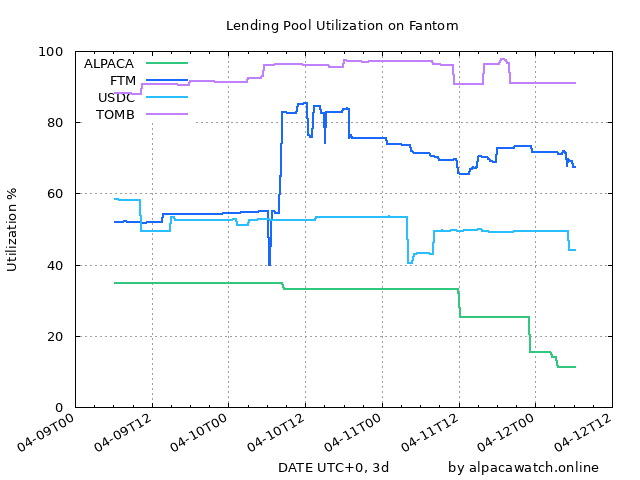 Lending Pool Utilization on Fantom
100
80
60
40
20
0
Utilization %
ALPACA
FTM
USDC
TOMB
04-09T00
04-09T12
04-10T00
04-10T12
04-11T00
04-11T12
04-12T00
04-12T12
DATE UTC+0, 3d
by alpacawatch.online